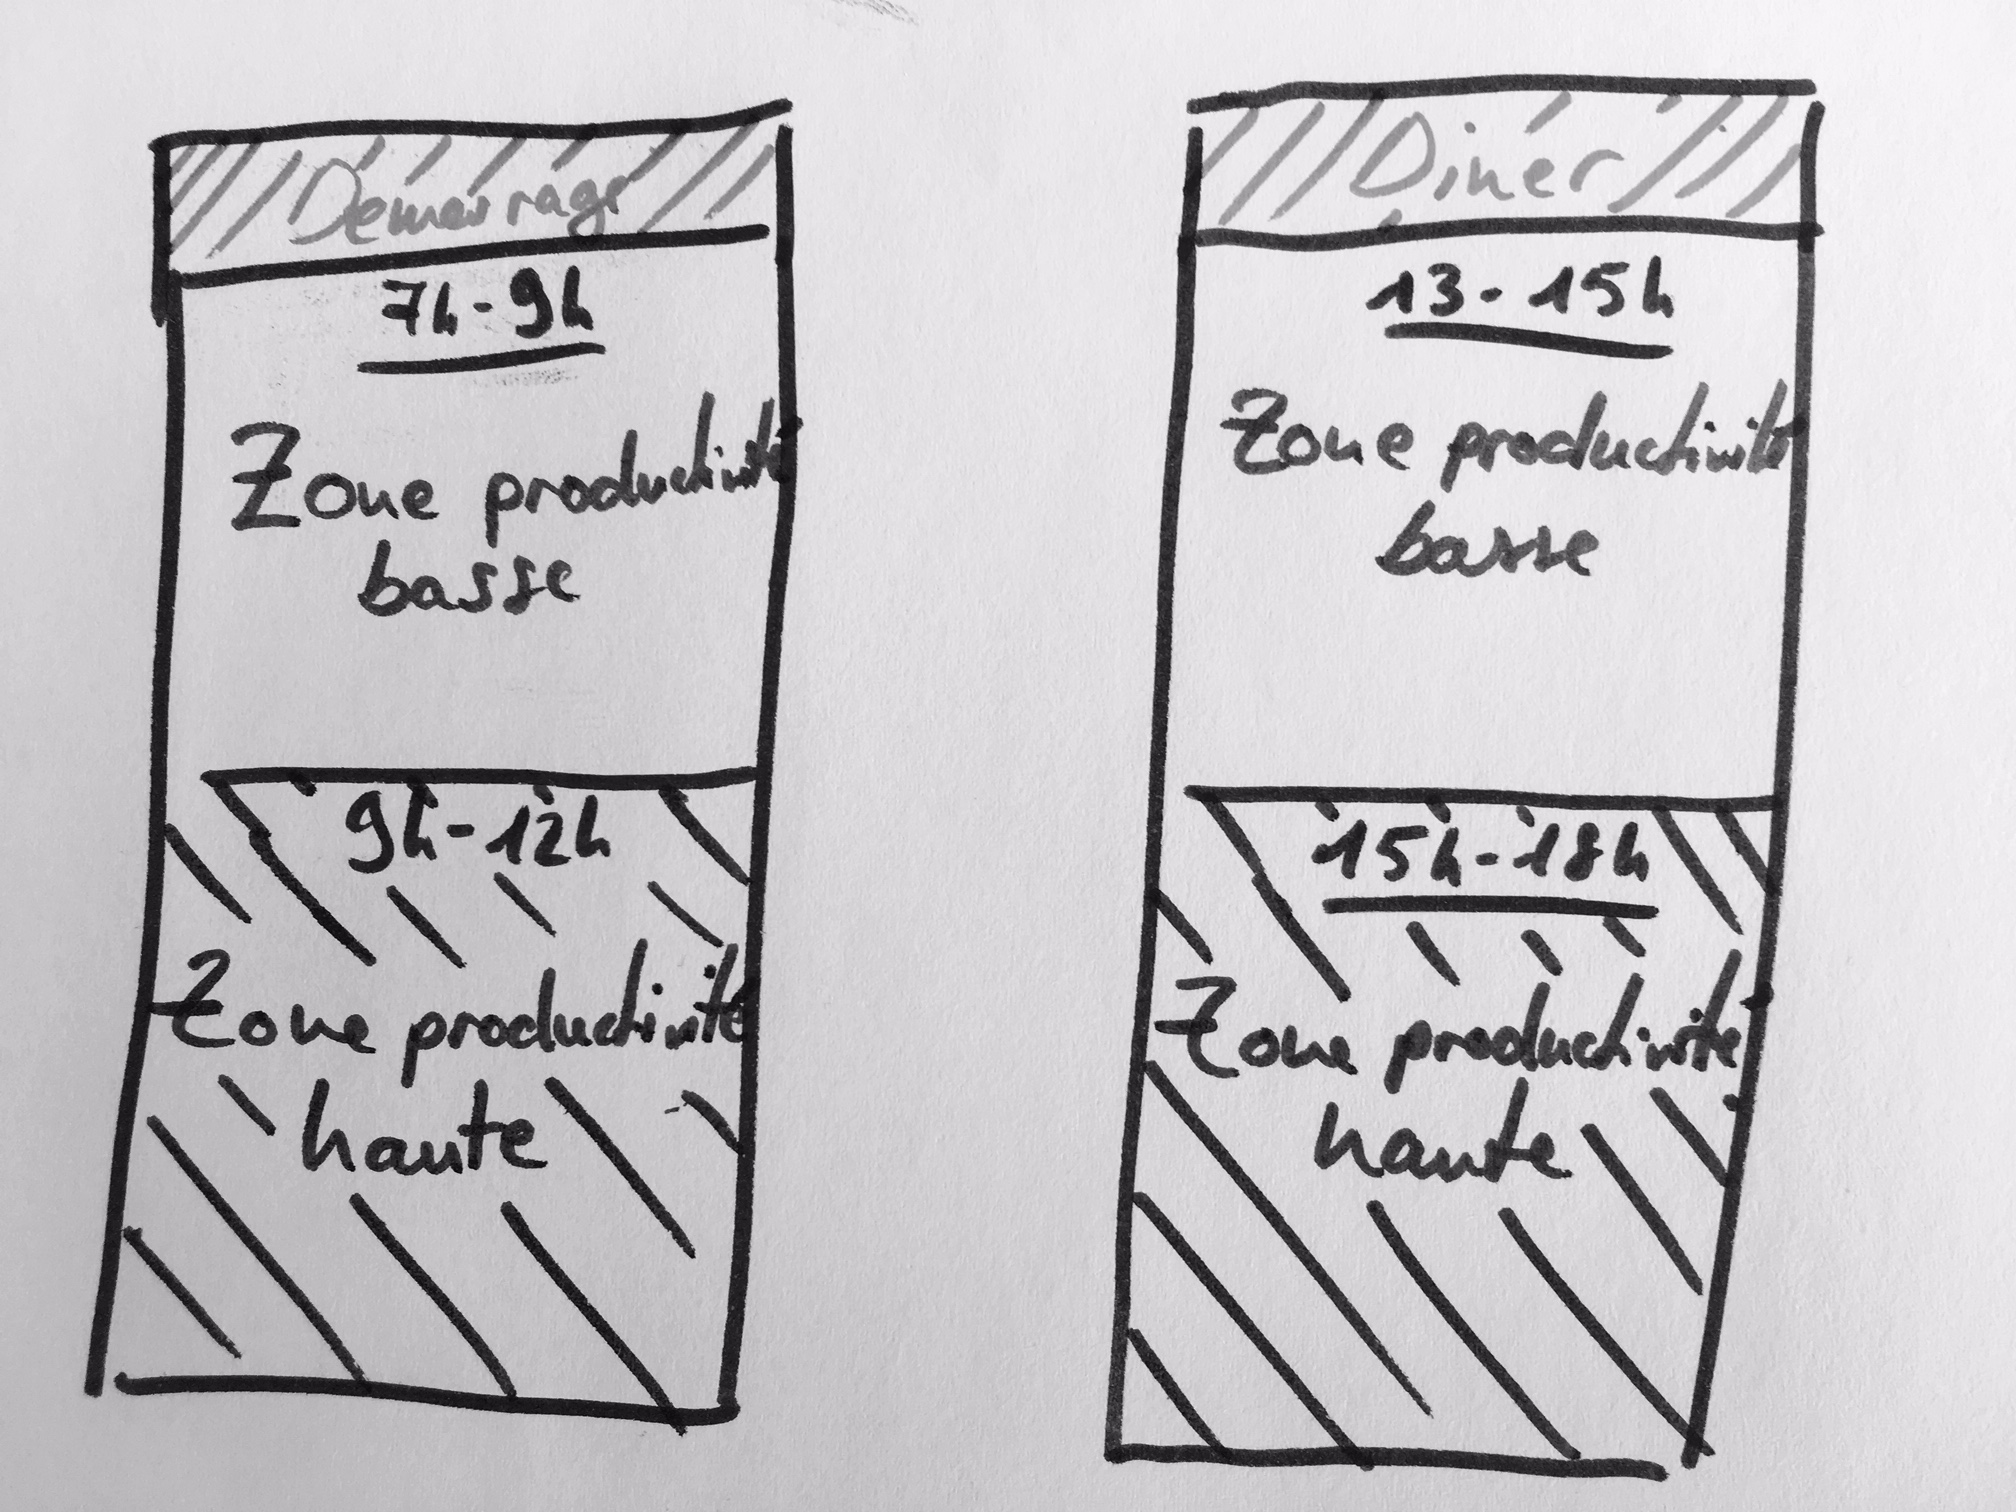 Démarrage
7h-9h
Zone productivité
basse
9h-12h
Zone productivité
haute
Diner
13-15h
Zone productivité
basse
15h-18h
Zone productivité
haute